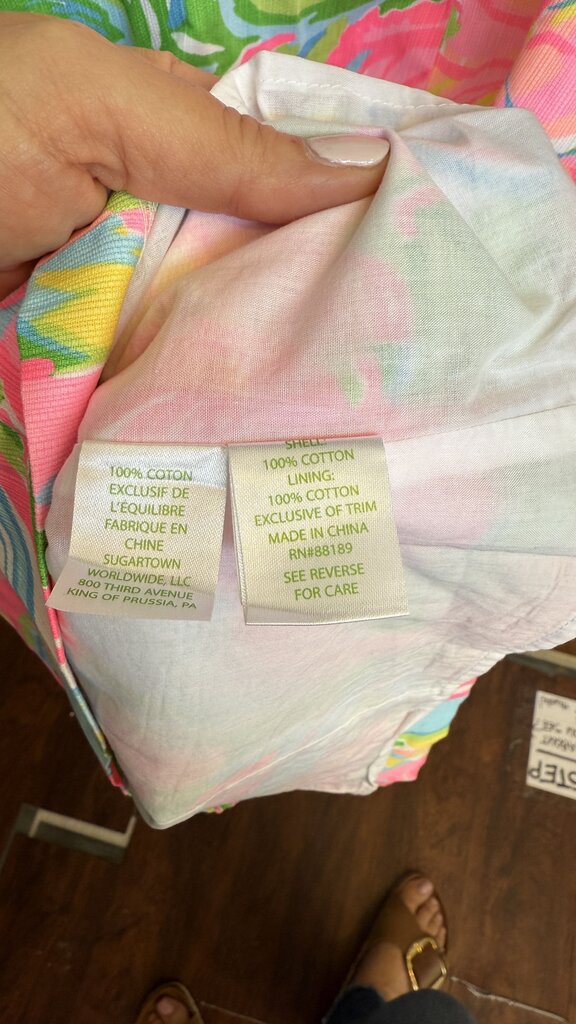 100% COTON
EXCLUSIF DE
L'ÉQUILIBRE
FABRIQUE EN
CHINE
SUGARTOWN
WORLDWIDE, LLC
800 THIRD AVENUE
KING OF PRUSSIA, PA
SHELL:
100% COTTON
LINING:
100% COTTON
EXCLUSIVE OF TRIM
MADE IN CHINA
RN#88189
SEE REVERSE
FOR CARE
STEP